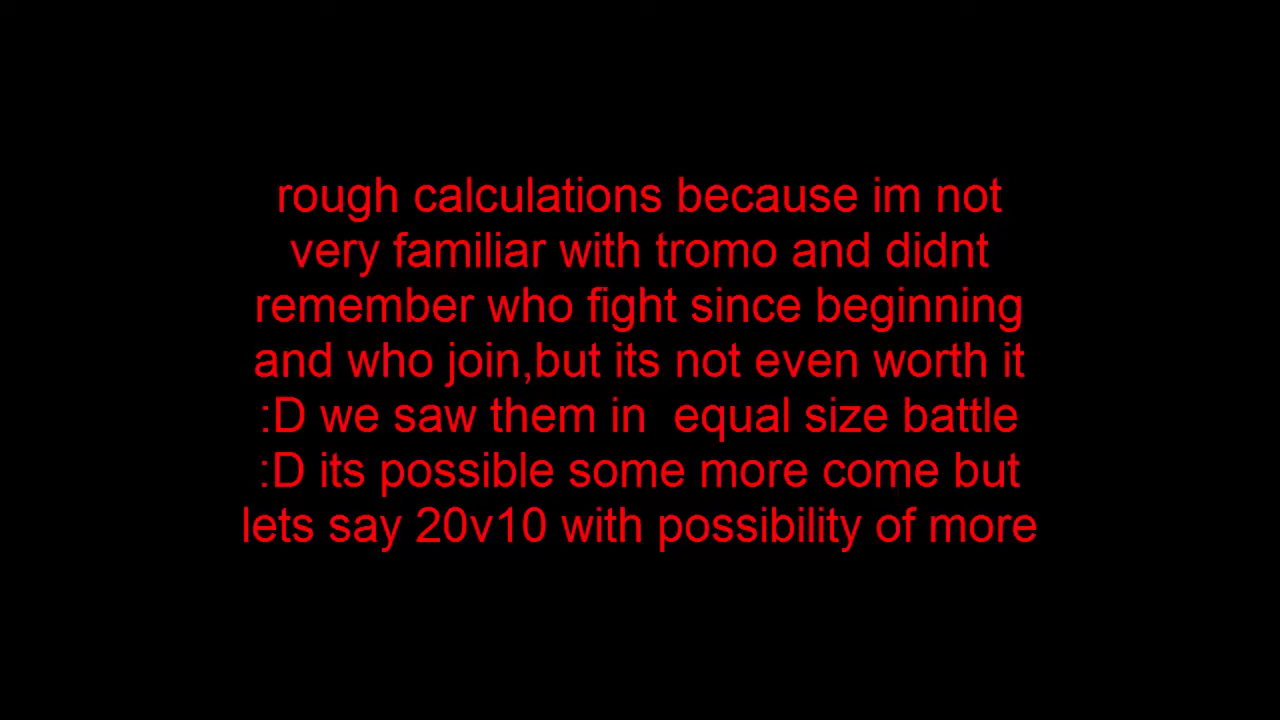 rough calculations because im not
very familiar with tromo and didnt
remember who fight since beginning
and who join,but its not even worth it
:D we saw them in  equal size battle
:D its possible some more come but
lets say 20v10 with possibility of more